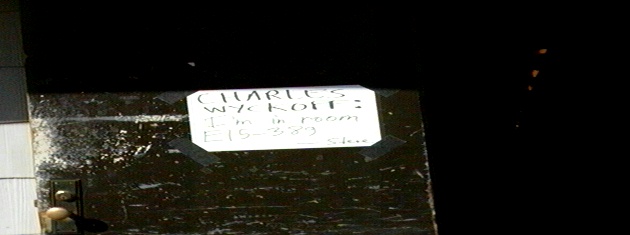 CHARLES
WYCKOFF:
I'm in room
E15-389
— Steve